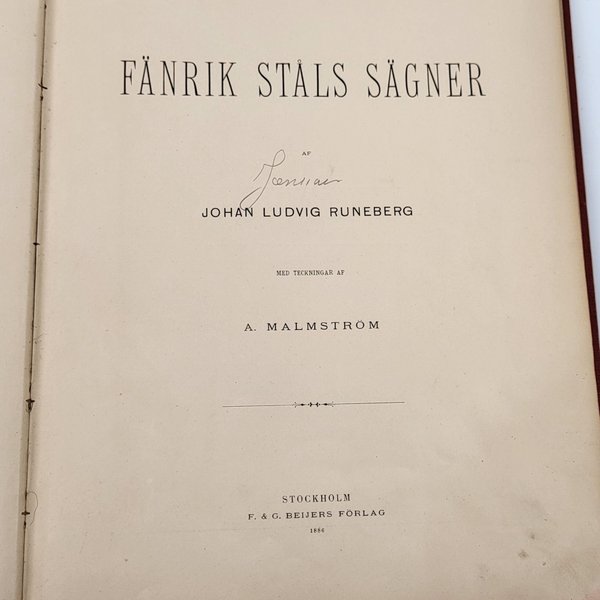 FÄNRIK STÅLS SÄGNER
AF
JOHAN LUDVIG RUNEBERG
MED TECKNINGAR AF
A. MALMSTRÖM
STOCKHOLM
F. & G. BEIJERS FÖRLAG
1886